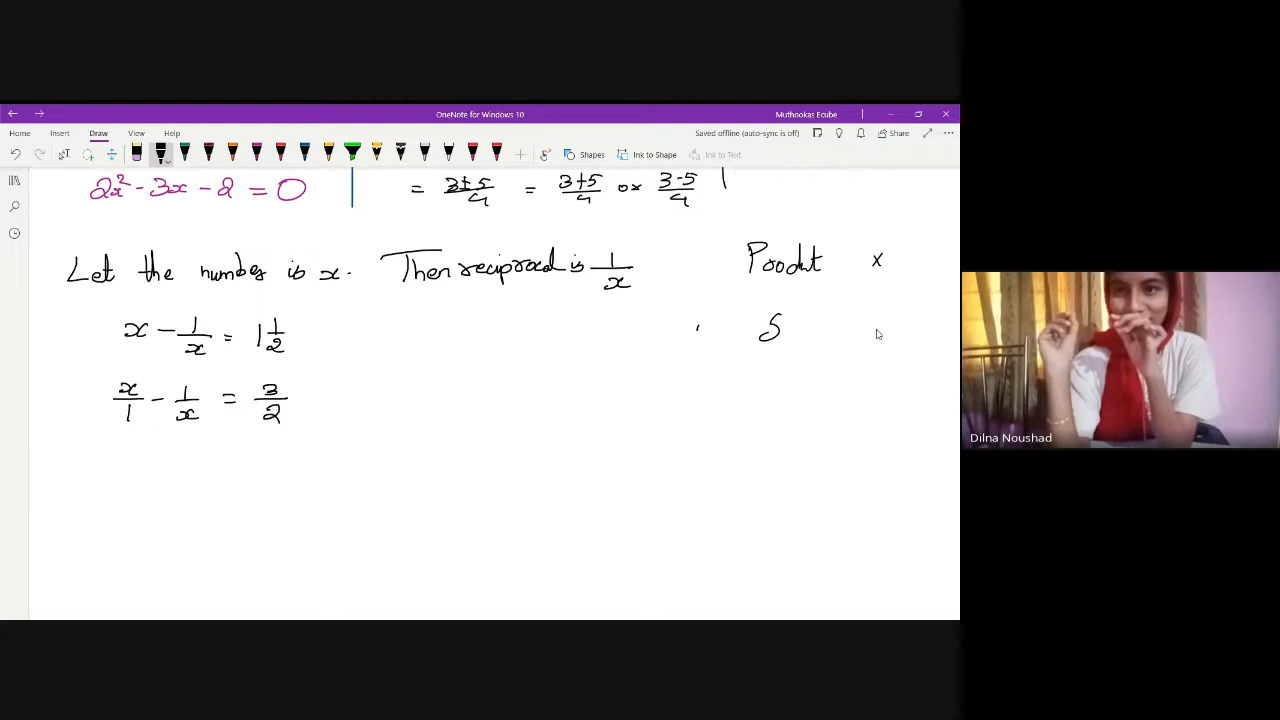 OneNote for Windows 10
Muthookas Ecube
Home Insert Draw View Help
Saved offline (auto-sync is off)
Share
Shapes
Ink to Shape
Ink to Text
2x² - 3x - 2 = 0
= 3±5/4 = 3+5/4 or 3-5/4
Let the number is x. Then reciprocal is 1/x
Product ×
x - 1/x = 1 1/2
S
x/1 - 1/x = 3/2
Dilna Noushad